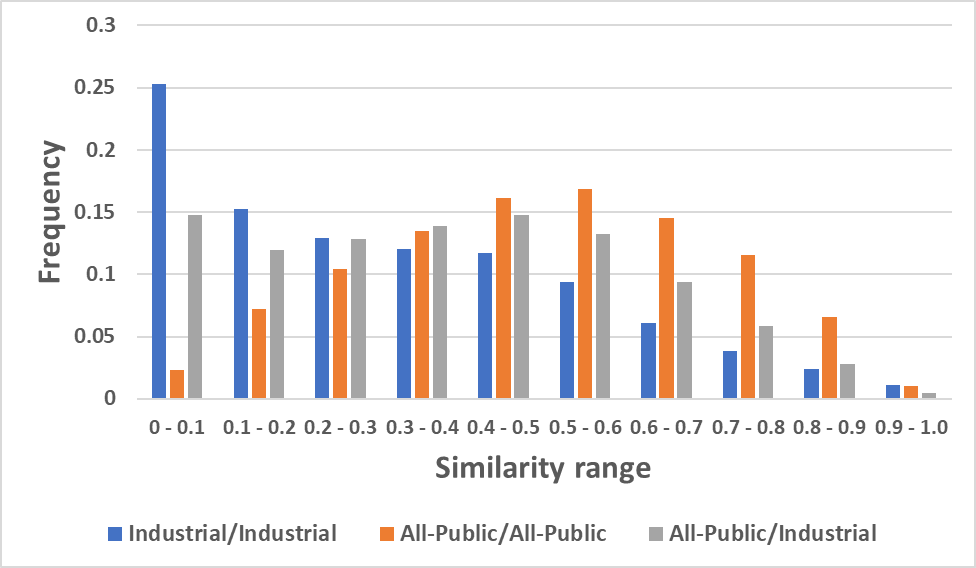 0.3
0.25
0.2
0.15
0.1
0.05
0
Frequency
0 - 0.1 0.1 - 0.2 0.2 - 0.3 0.3 - 0.4 0.4 - 0.5 0.5 - 0.6 0.6 - 0.7 0.7 - 0.8 0.8 - 0.9 0.9 - 1.0
Similarity range
Industrial/Industrial All-Public/All-Public All-Public/Industrial